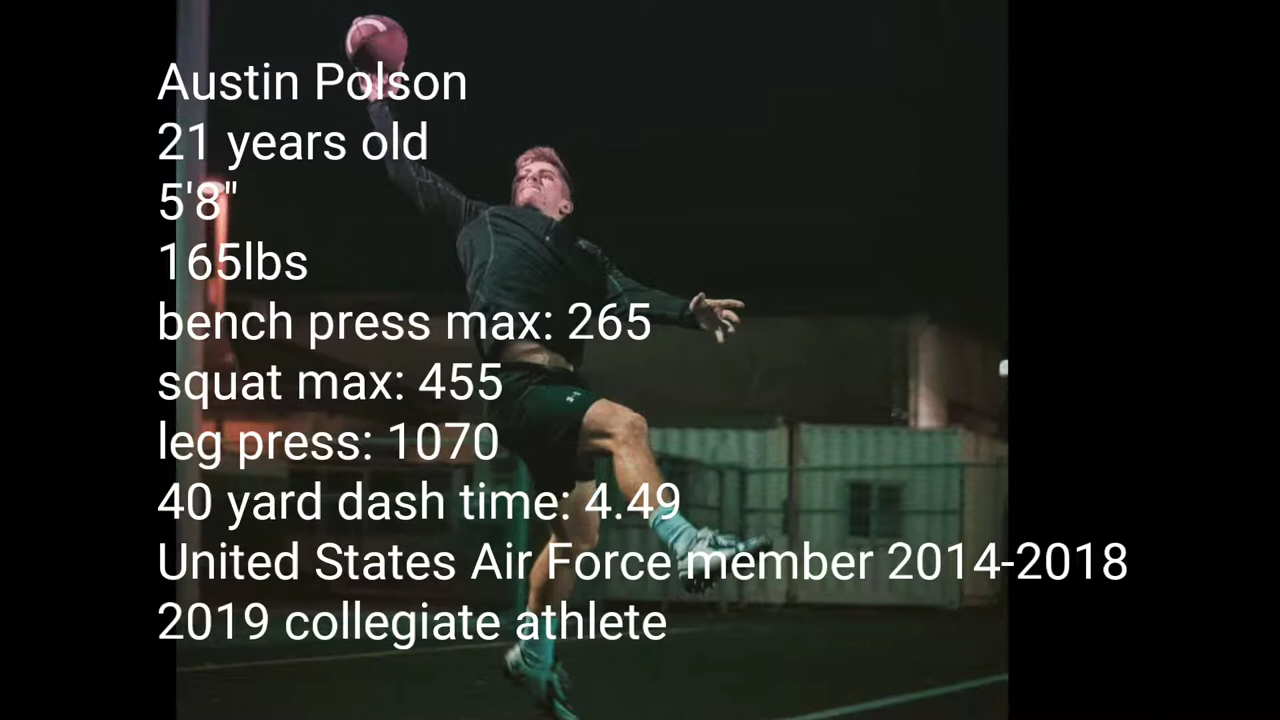 Austin Polson
21 years old
5'8"
165lbs
bench press max: 265
squat max: 455
leg press: 1070
40 yard dash time: 4.49
United States Air Force member 2014-2018
2019 collegiate athlete